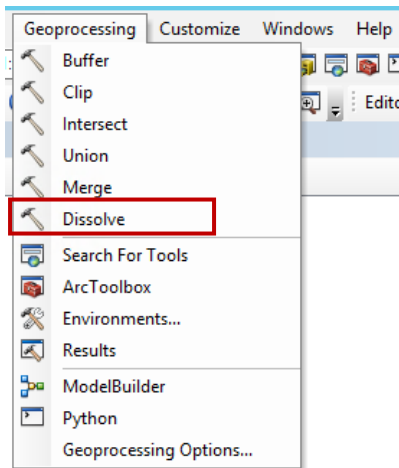 Geoprocessing Customize Windows Help
Buffer
Clip
Edito
Intersect
Union
Merge
Dissolve
Search For Tools
ArcToolbox
Environments...
Results
ModelBuilder
Python
Geoprocessing Options...